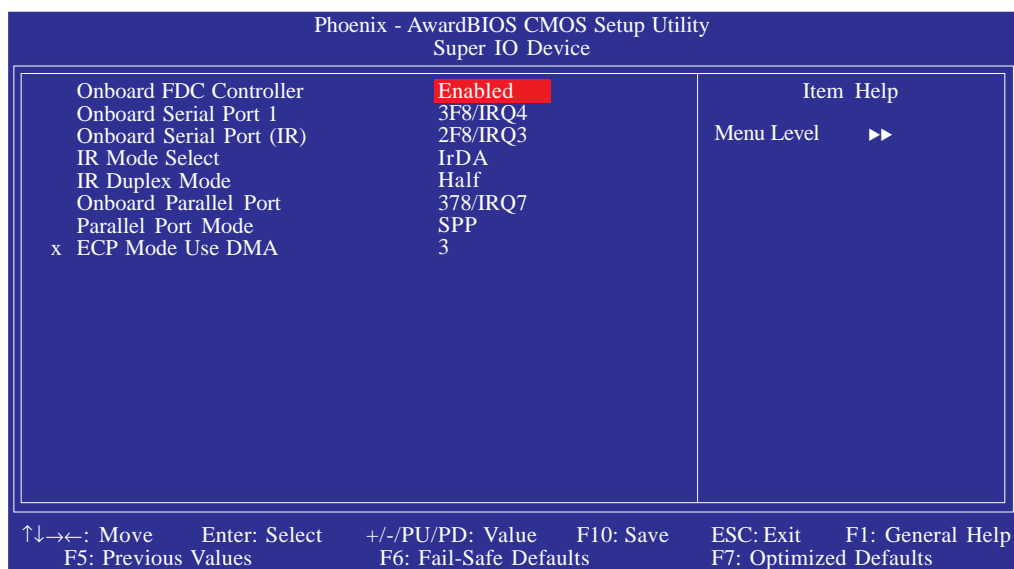 Phoenix - AwardBIOS CMOS Setup Utility
Super IO Device
Onboard FDC Controller Enabled
Onboard Serial Port 1 3F8/IRQ4
Onboard Serial Port (IR) 2F8/IRQ3
IR Mode Select IrDA
IR Duplex Mode Half
Onboard Parallel Port 378/IRQ7
Parallel Port Mode SPP
x ECP Mode Use DMA 3
Item Help
Menu Level ▸▸
↑↓→←: Move Enter: Select +/-/PU/PD: Value F10: Save ESC: Exit F1: General Help
F5: Previous Values F6: Fail-Safe Defaults F7: Optimized Defaults